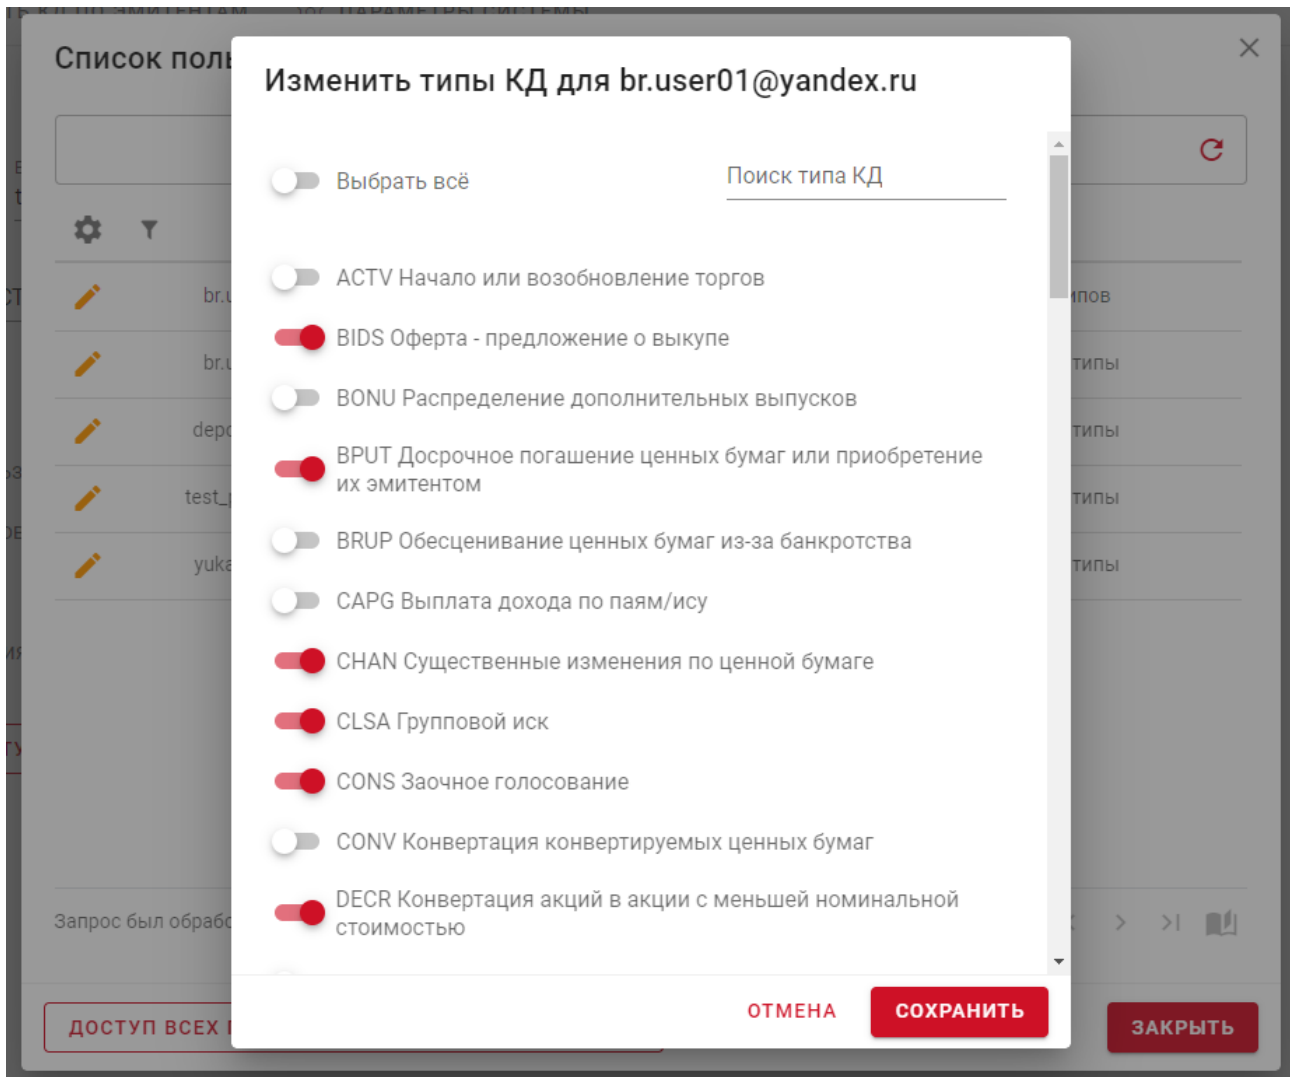 ПАРАМЕТРЫ СИСТЕМЫ
Список
Изменить типы КД для br.user01@yandex.ru
Выбрать всё
Поиск типа КД
ACTV Начало или возобновление торгов
BIDS Оферта - предложение о выкупе
BONU Распределение дополнительных выпусков
типы
BPUT Досрочное погашение ценных бумаг или приобретение
их эмитентом
типы
типы
BRUP Обесценивание ценных бумаг из-за банкротства
типы
CAPG Выплата дохода по паям/ису
CHAN Существенные изменения по ценной бумаге
CLSA Групповой иск
CONS Заочное голосование
CONV Конвертация конвертируемых ценных бумаг
DECR Конвертация акций в акции с меньшей номинальной
стоимостью
Запрос был
ОТМЕНА
СОХРАНИТЬ
ДОСТУП ВСЕХ
ЗАКРЫТЬ